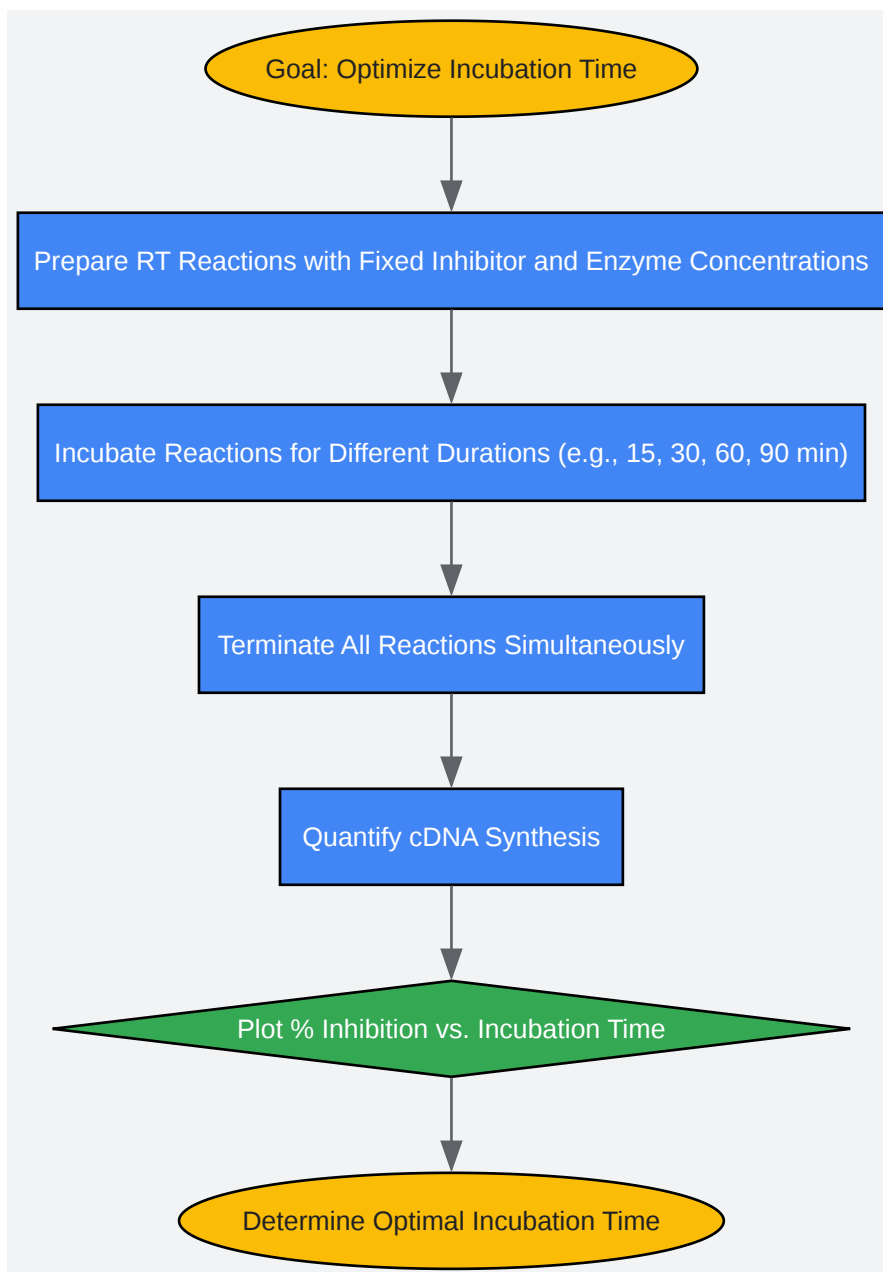 Goal: Optimize Incubation Time
Prepare RT Reactions with Fixed Inhibitor and Enzyme Concentrations
Incubate Reactions for Different Durations (e.g., 15, 30, 60, 90 min)
Terminate All Reactions Simultaneously
Quantify cDNA Synthesis
Plot % Inhibition vs. Incubation Time
Determine Optimal Incubation Time